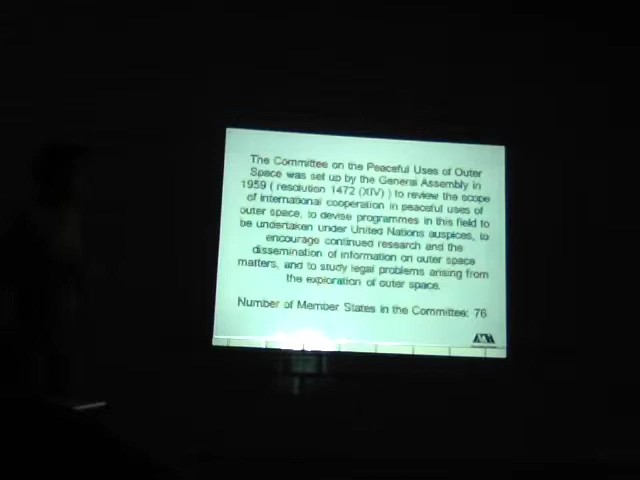 The Committee on the Peaceful Uses of Outer
Space was set up by the General Assembly in
1959 ( resolution 1472 (XIV) ) to review the scope
of international cooperation in peaceful uses of
outer space, to devise programmes in this field to
be undertaken under United Nations auspices, to
encourage continued research and the
dissemination of information on outer space
matters, and to study legal problems arising from
the exploration of outer space.
Number of Member States in the Committee: 76